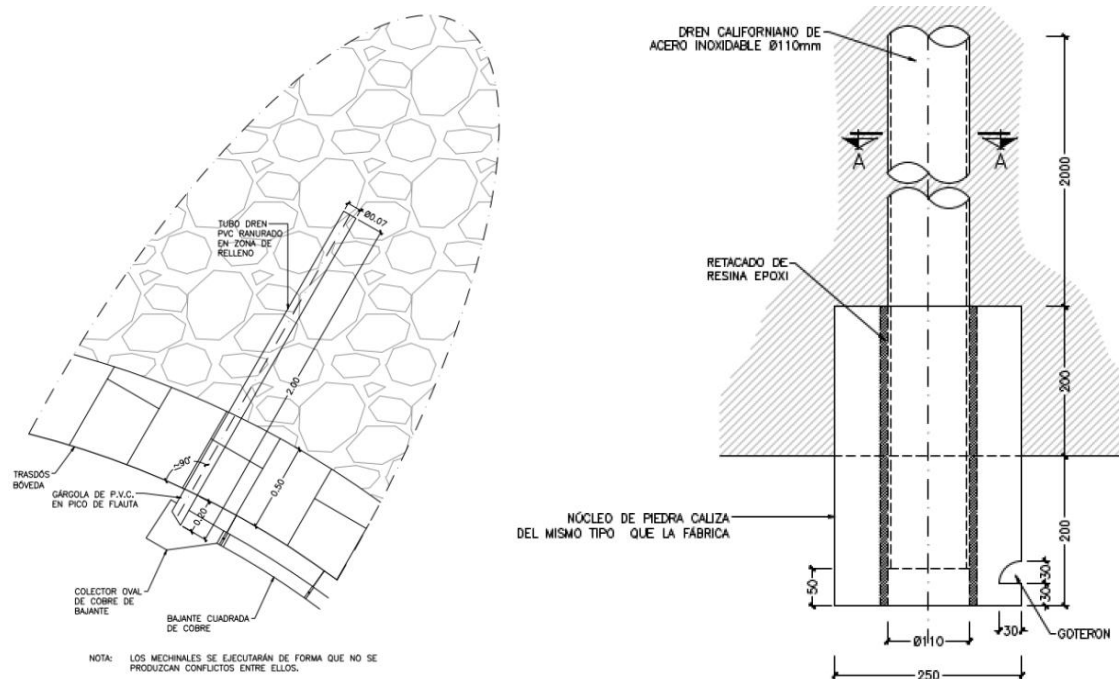 TUBO DREN
PVC RANURADO
EN ZONA DE
RELLENO
Ø0.07
2.00
0.50
~90°
0.20
TRASDÓS
BÓVEDA
GÁRGOLA DE P.V.C.
EN PICO DE FLAUTA
COLECTOR OVAL
DE COBRE DE
BAJANTE
BAJANTE CUADRADA
DE COBRE
NOTA: LOS MECHINALES SE EJECUTARÁN DE FORMA QUE NO SE
PRODUZCAN CONFLICTOS ENTRE ELLOS.
DREN CALIFORNIANO DE
ACERO INOXIDABLE Ø110mm
A
A
2000
RETACADO DE
RESINA EPOXI
200
NÚCLEO DE PIEDRA CALIZA
DEL MISMO TIPO QUE LA FÁBRICA
200
50
30
30
30
GOTERON
Ø110
250